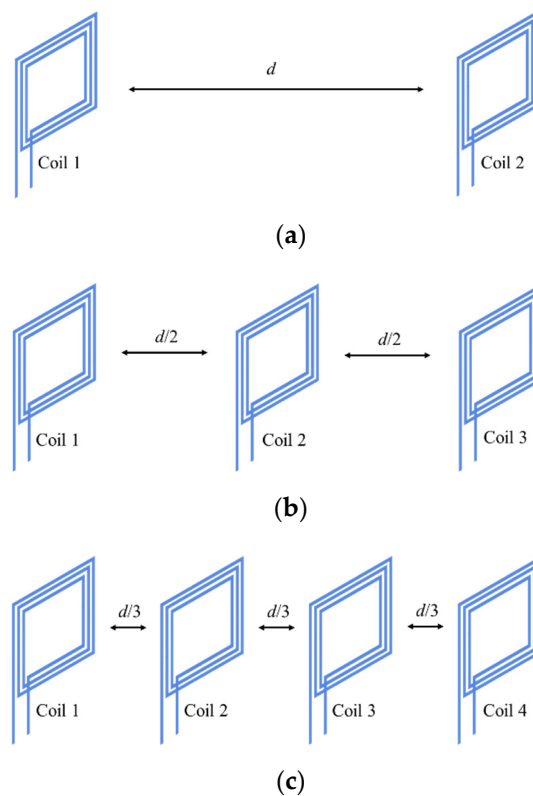 d
Coil 1
Coil 2
(a)
d/2
d/2
Coil 1
Coil 2
Coil 3
(b)
d/3
d/3
d/3
Coil 1
Coil 2
Coil 3
Coil 4
(c)